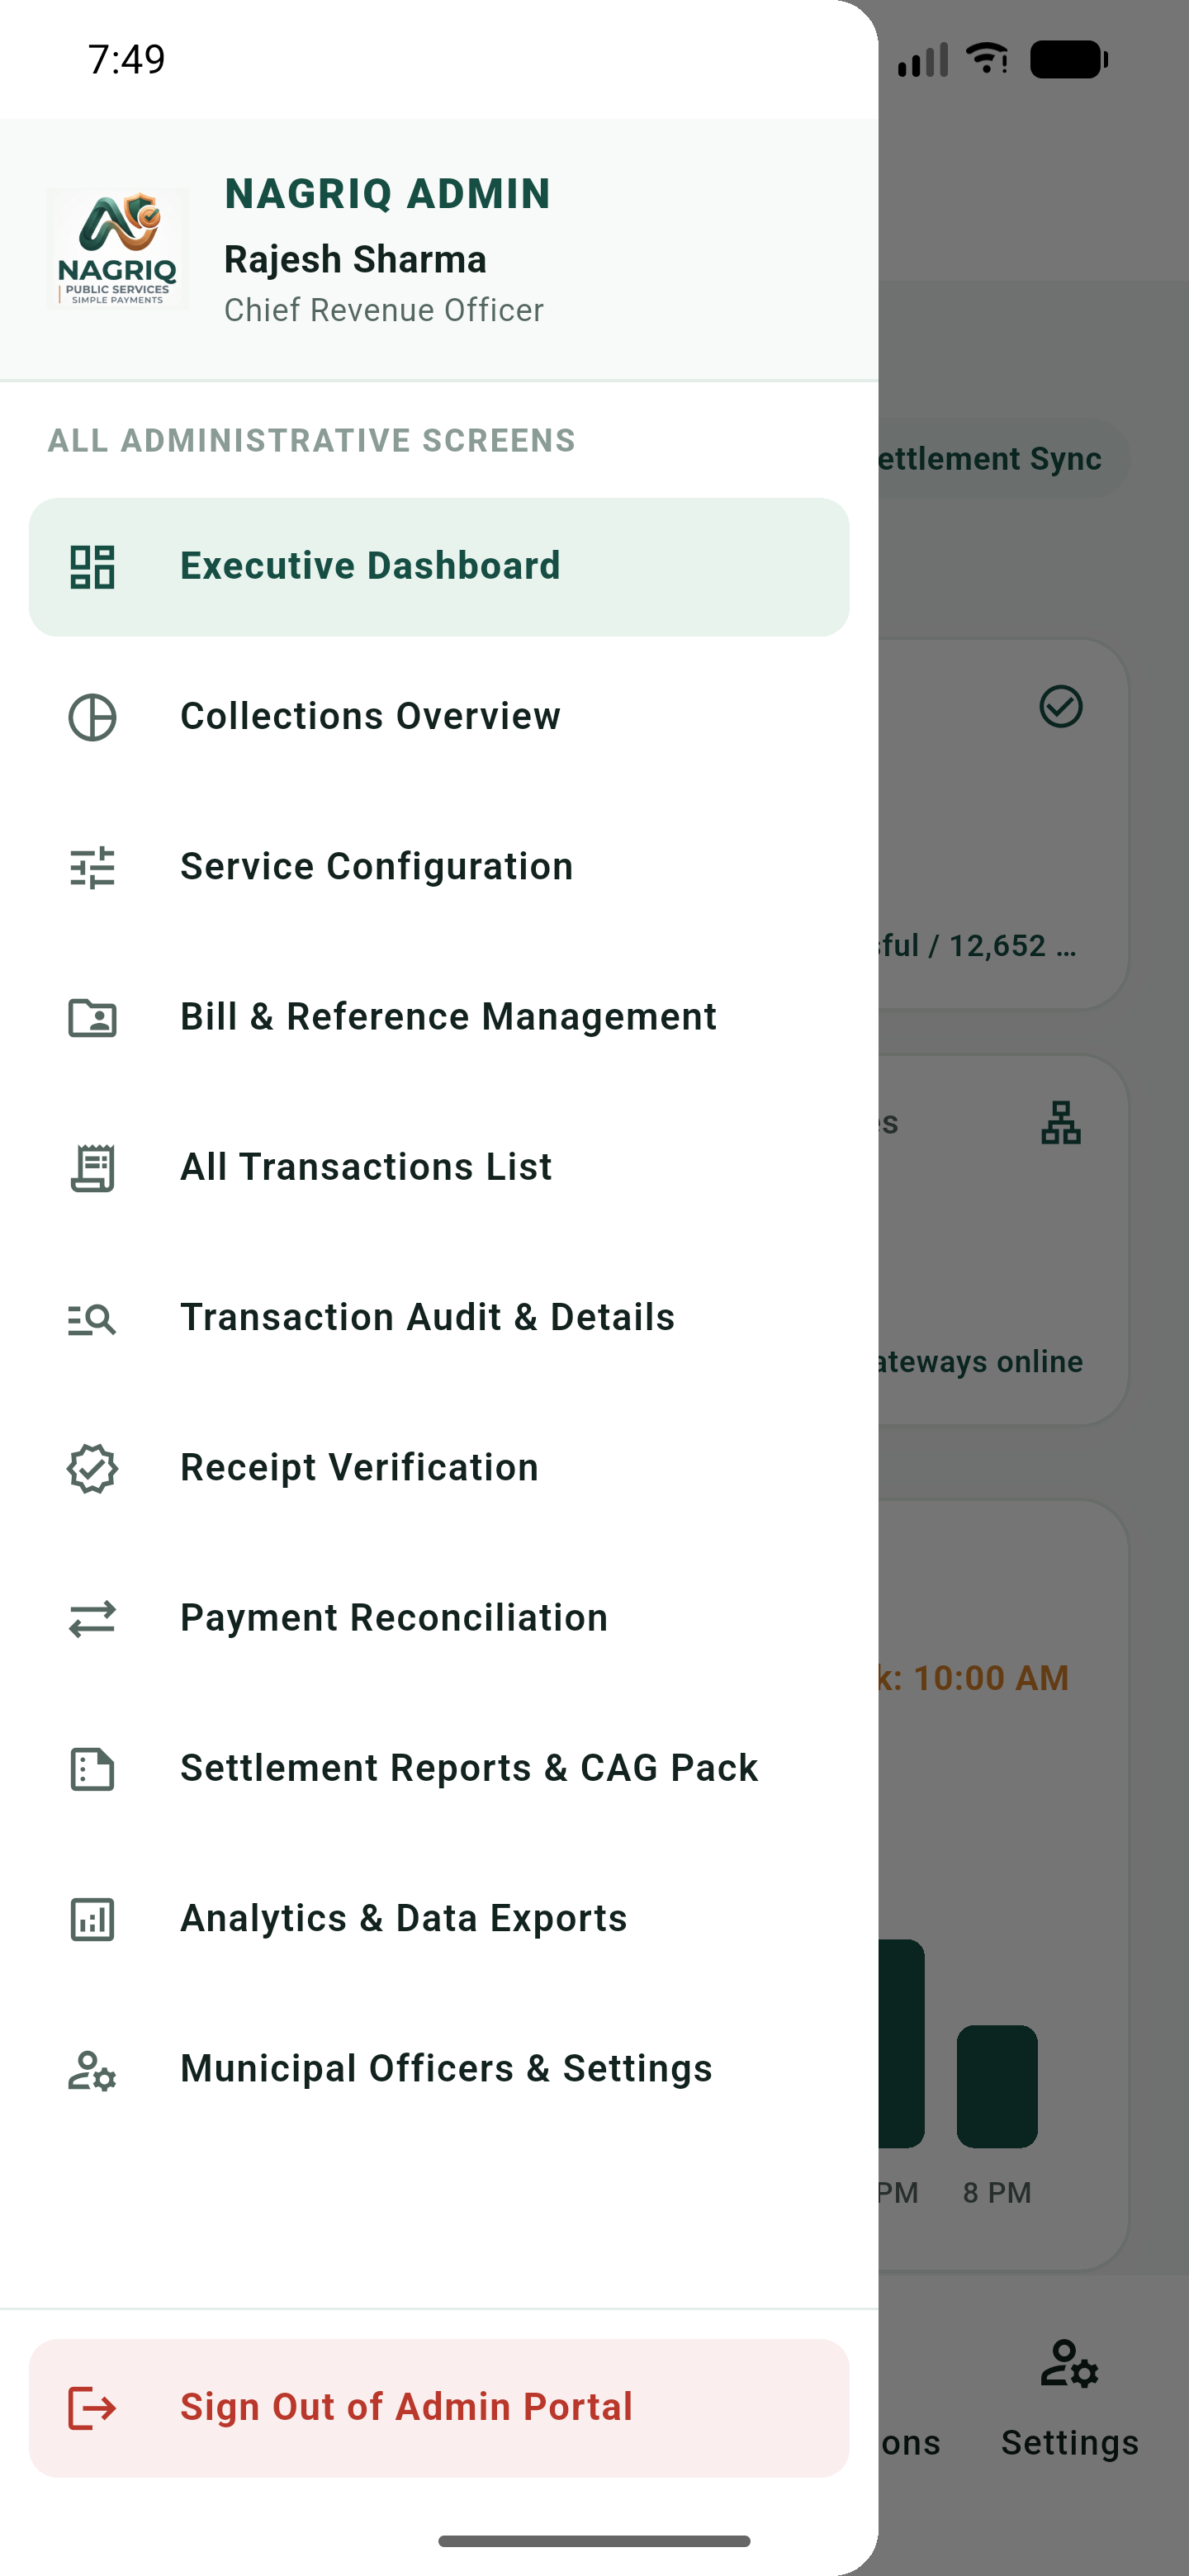 7:49
NAGRIQ ADMIN
Rajesh Sharma
Chief Revenue Officer
NAGRIQ
PUBLIC SERVICES
SIMPLE PAYMENTS
ALL ADMINISTRATIVE SCREENS
ettlement Sync
Executive Dashboard
Collections Overview
Service Configuration
sful / 12,652 ...
Bill & Reference Management
es
All Transactions List
Transaction Audit & Details
ateways online
Receipt Verification
Payment Reconciliation
k: 10:00 AM
Settlement Reports & CAG Pack
Analytics & Data Exports
Municipal Officers & Settings
PM 8 PM
Sign Out of Admin Portal
ons Settings